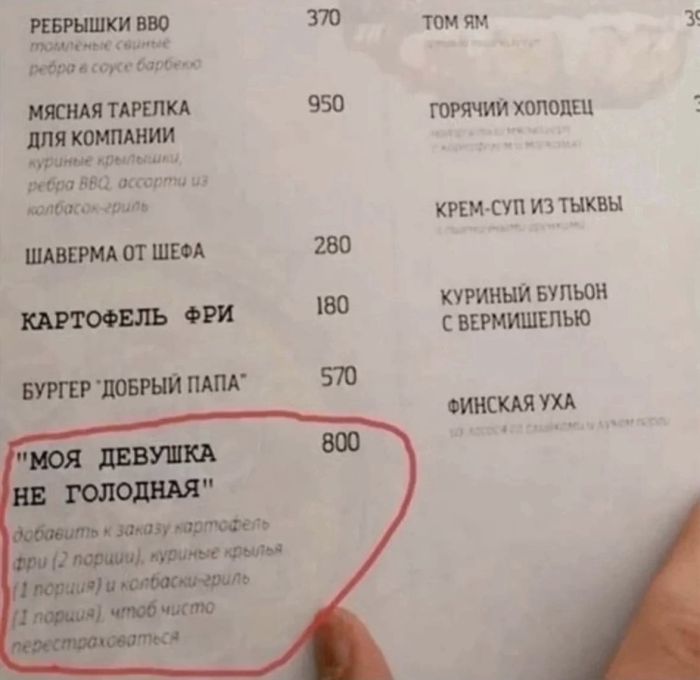 РЕБРЫШКИ BBQ 370
томлёные свиные
ребра в соусе барбекю
МЯСНАЯ ТАРЕЛКА 950
ДЛЯ КОМПАНИИ
куриные крылышки,
ребра BBQ, ассорти из
колбасок-гриль
ШАВЕРМА ОТ ШЕФА 280
КАРТОФЕЛЬ ФРИ 180
БУРГЕР "ДОБРЫЙ ПАПА" 570
"МОЯ ДЕВУШКА 800
НЕ ГОЛОДНАЯ"
добавить к заказу картофель
фри (2 порции), куриные крылья
(1 порция) и колбаски-гриль
(1 порция), чтоб чисто
перестраховаться
ТОМ ЯМ
ГОРЯЧИЙ ХОЛОДЕЦ
КРЕМ-СУП ИЗ ТЫКВЫ
КУРИНЫЙ БУЛЬОН
С ВЕРМИШЕЛЬЮ
ФИНСКАЯ УХА